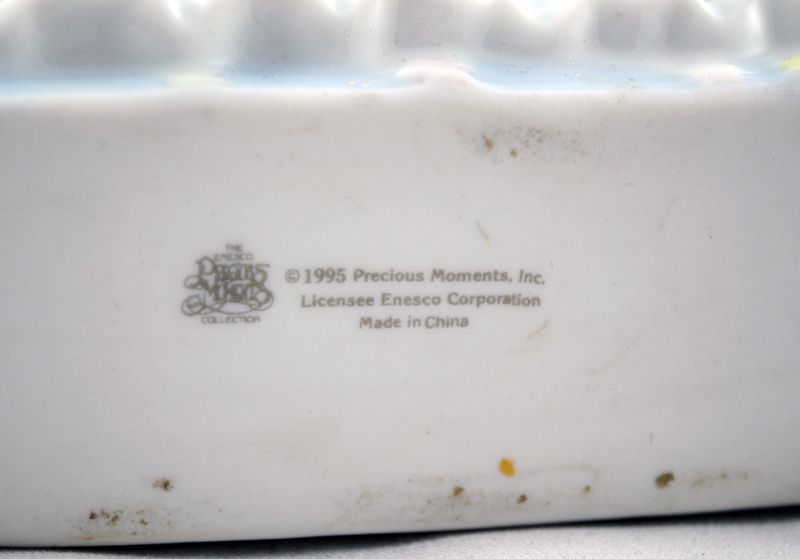 THE
ENESCO
Precious
Moments
COLLECTION
© 1995 Precious Moments, Inc.
Licensee Enesco Corporation
Made in China